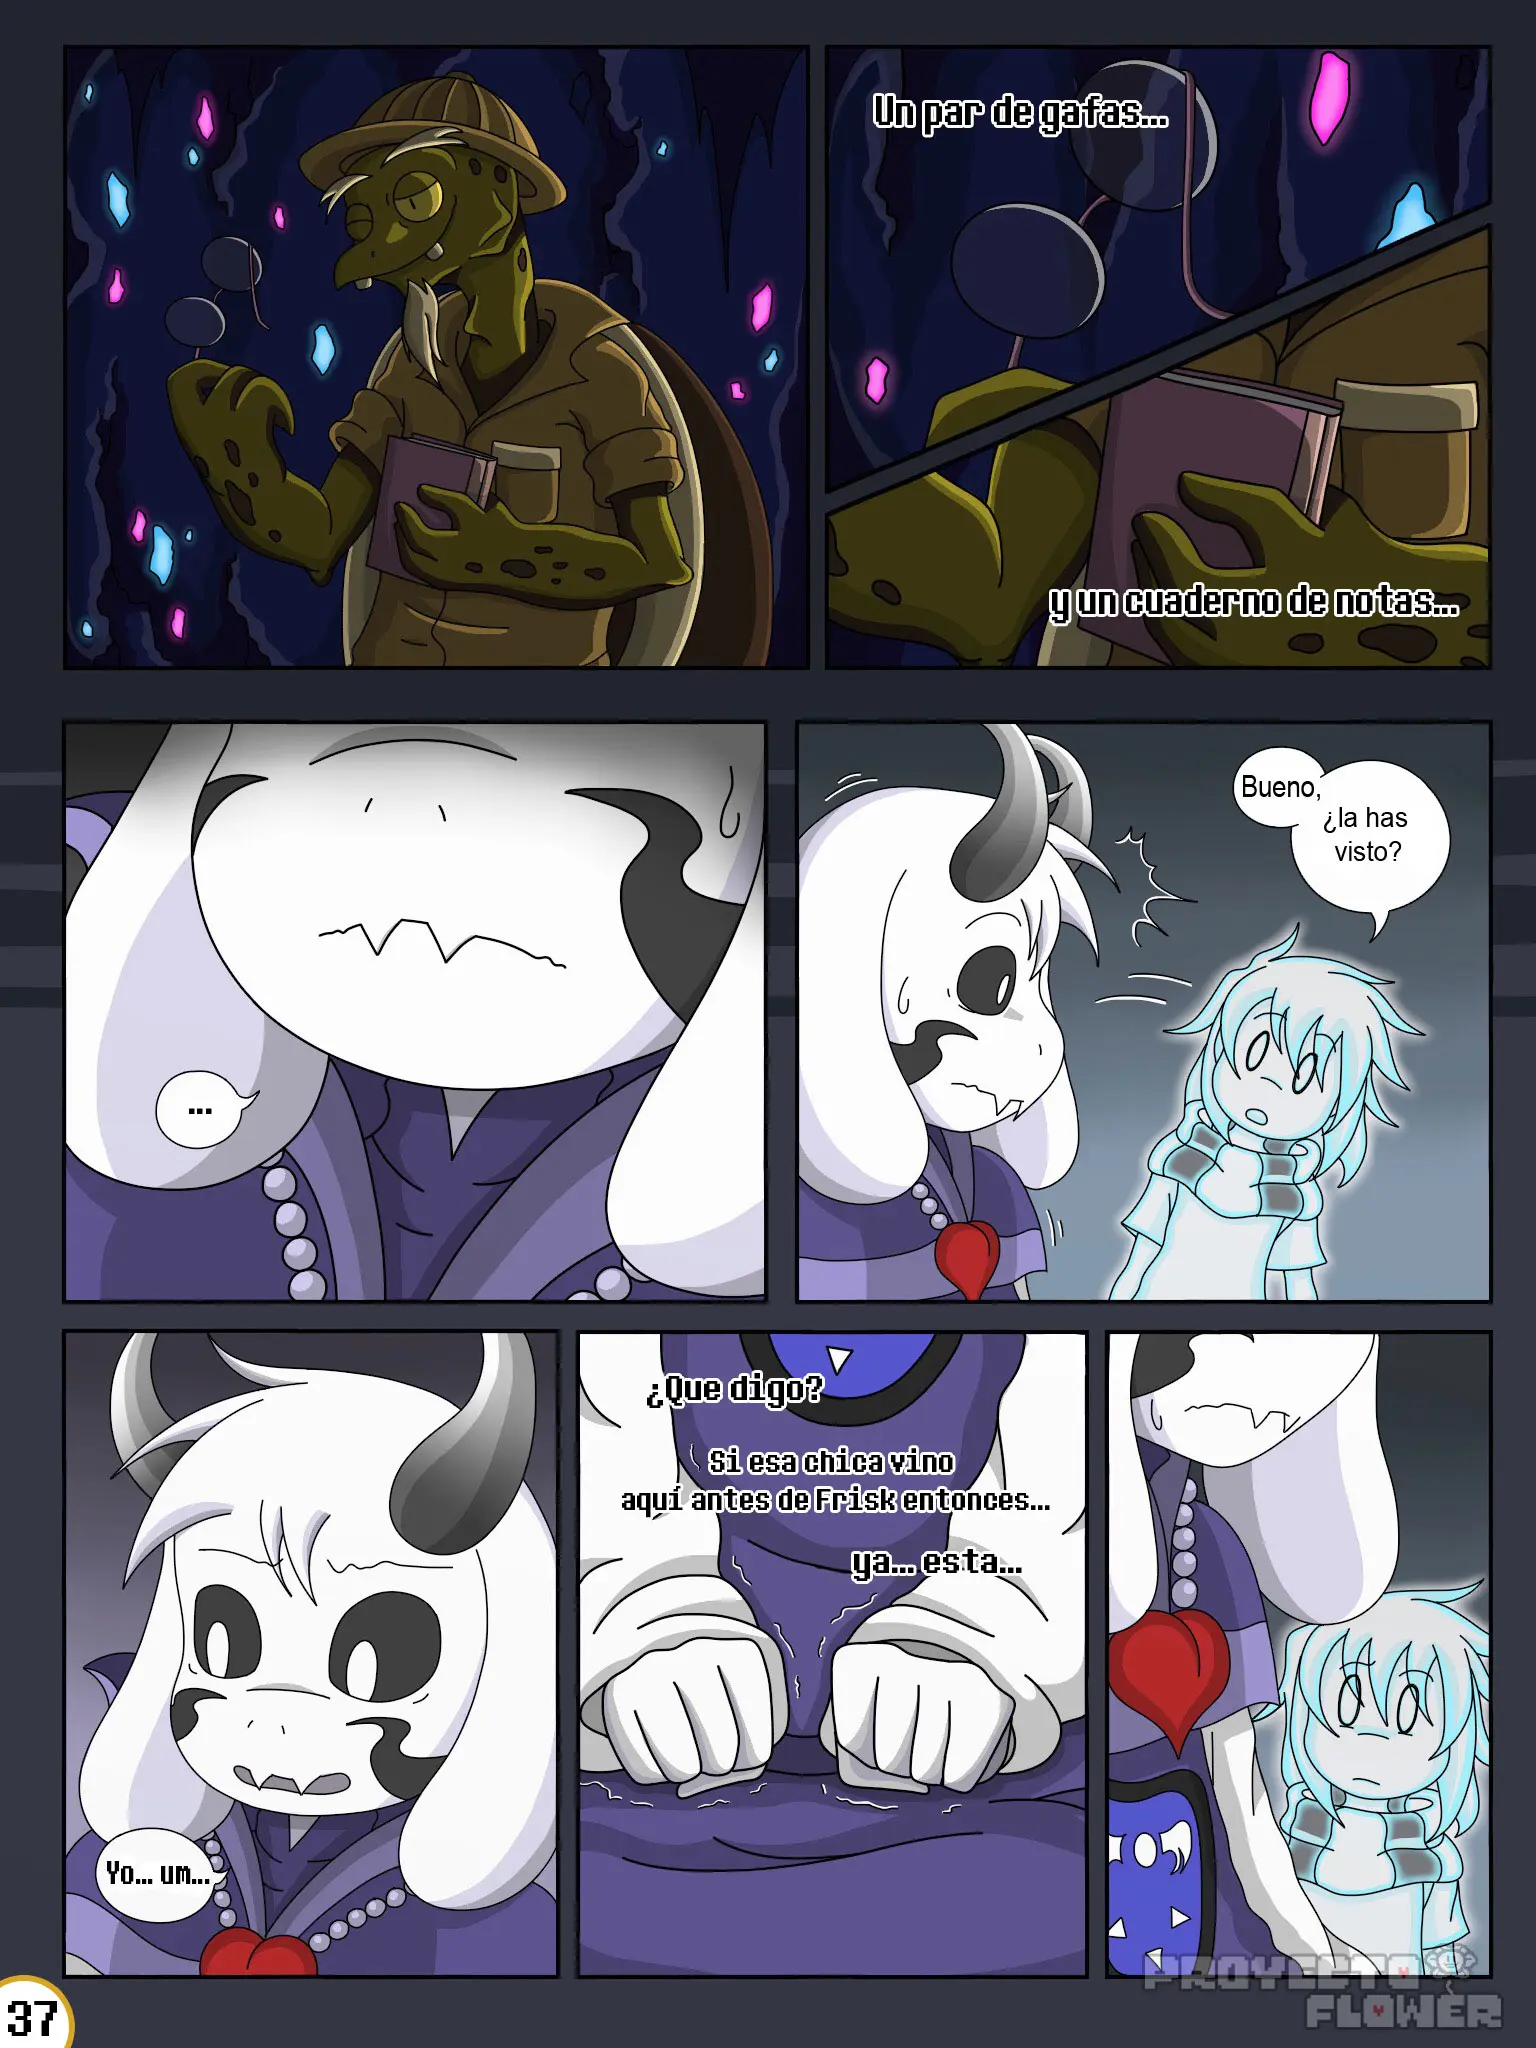 Un par de gafas...
y un cuaderno de notas...
...
Bueno,
¿la has
visto?
Yo... um...
¿Que digo?
Si esa chica vino
aquí antes de Frisk entonces...
ya... esta...
37
PROYECTO
FLOWER